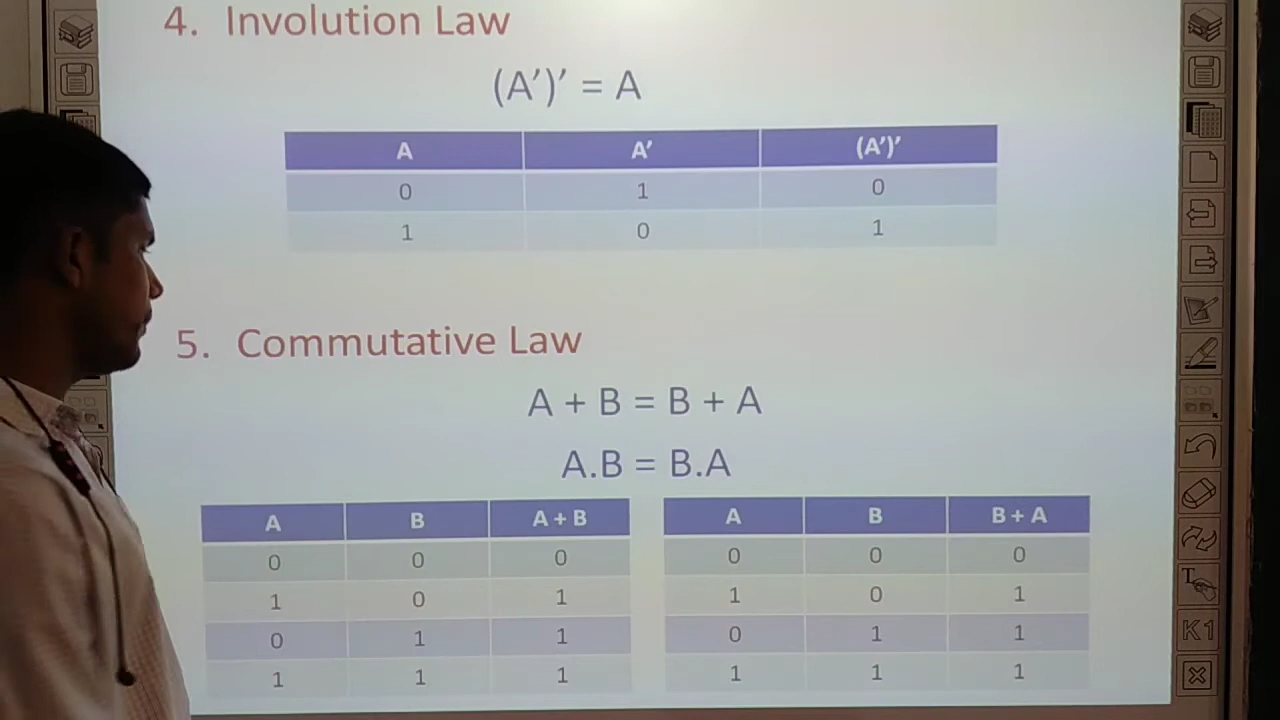 4. Involution Law
(A′)′ = A
A A′ (A′)′
0 1 0
1 0 1
5. Commutative Law
A + B = B + A
A.B = B.A
A B A + B
0 0 0
1 0 1
0 1 1
1 1 1
A B B + A
0 0 0
1 0 1
0 1 1
1 1 1
T
K1